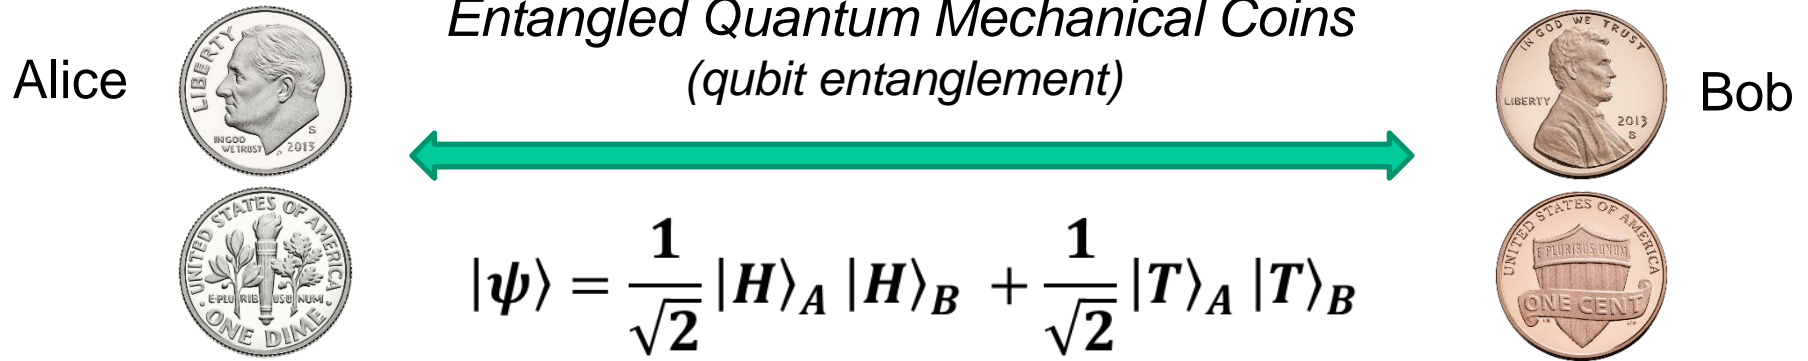 Entangled Quantum Mechanical Coins
(qubit entanglement)
Alice
Bob
LIBERTY
IN GOD
WE TRUST
2013
S
UNITED STATES OF AMERICA
E·PLURIBUS UNUM
ONE DIME
IN GOD WE TRUST
LIBERTY
2013
S
UNITED STATES OF AMERICA
E PLURIBUS UNUM
ONE CENT
|ψ⟩ = 1/√2 |H⟩A |H⟩B + 1/√2 |T⟩A |T⟩B